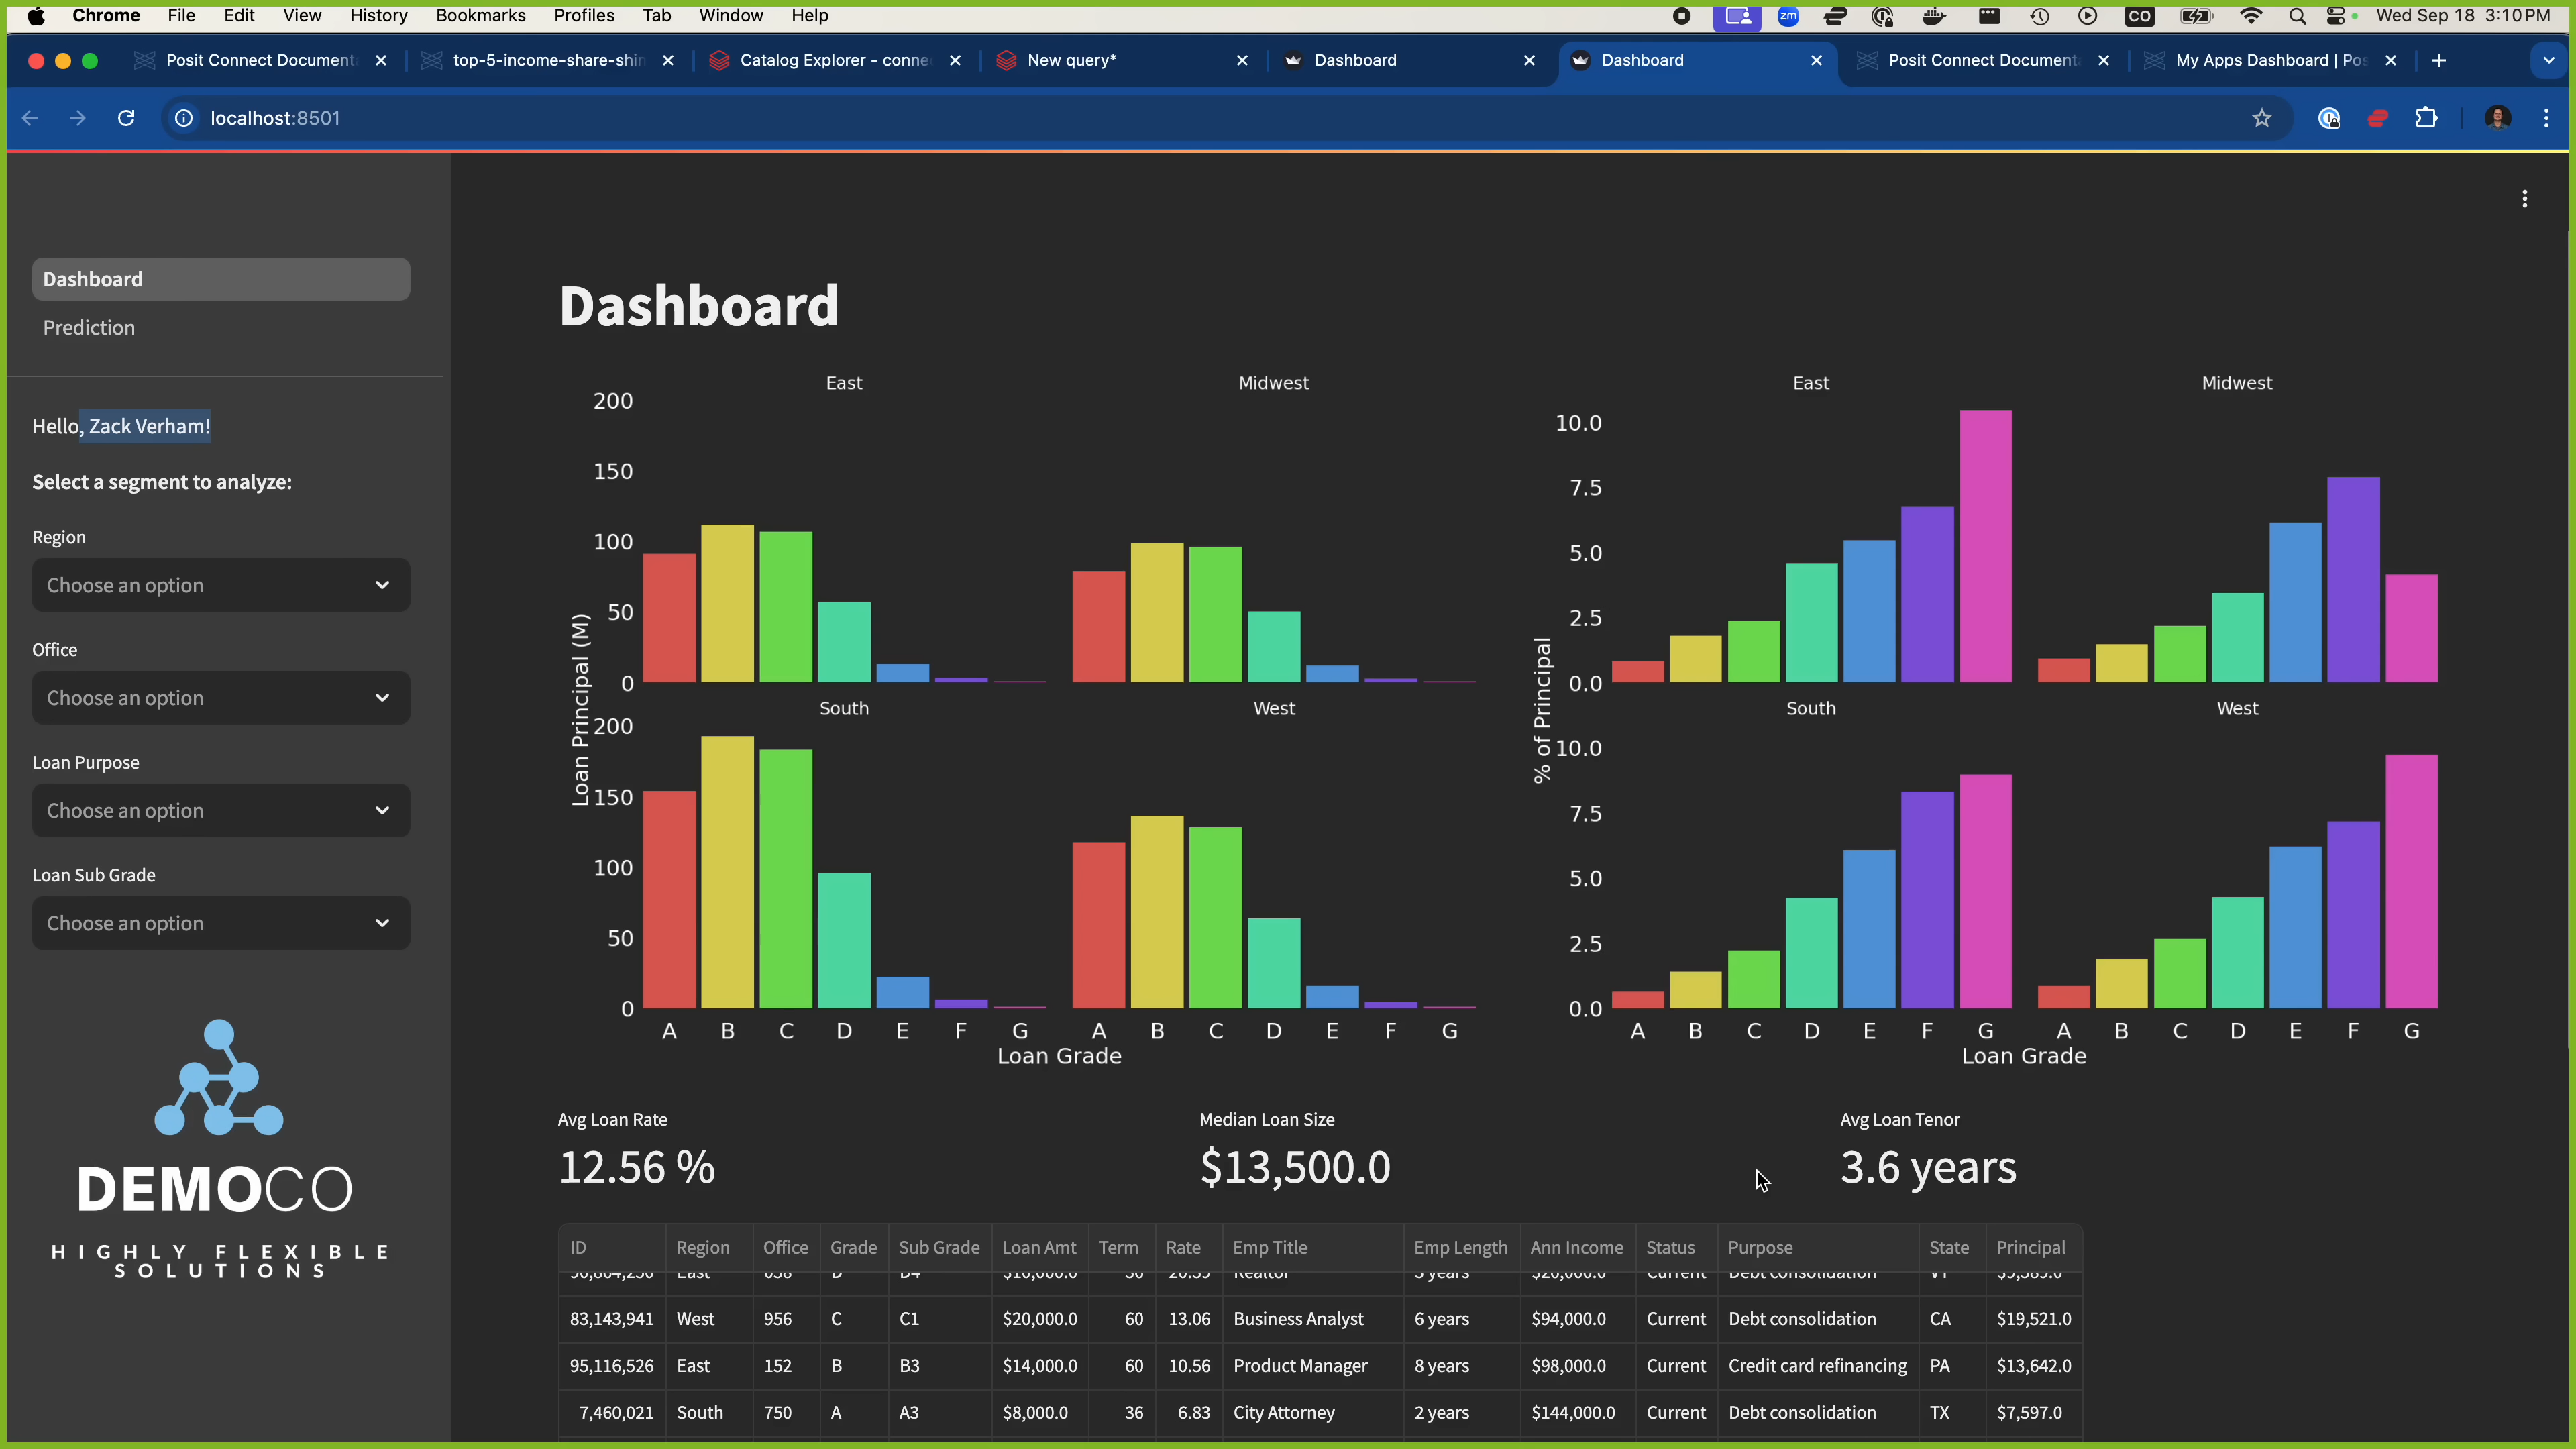 Chrome File Edit View History Bookmarks Profiles Tab Window Help
zm CO Wed Sep 18 3:10 PM
Posit Connect Document top-5-income-share-shin Catalog Explorer - conne New query* Dashboard Dashboard Posit Connect Document My Apps Dashboard | Pos
localhost:8501
Dashboard
Prediction
Hello, Zack Verham!
Select a segment to analyze:
Region
Choose an option
Office
Choose an option
Loan Purpose
Choose an option
Loan Sub Grade
Choose an option
DEMOCO
HIGHLY FLEXIBLE
SOLUTIONS
Dashboard
East Midwest
200
150
100
50
0
South West
200
150
100
50
0
Loan Principal (M)
A B C D E F G A B C D E F G
Loan Grade
East Midwest
10.0
7.5
5.0
2.5
0.0
South West
10.0
7.5
5.0
2.5
0.0
% of Principal
A B C D E F G A B C D E F G
Loan Grade
Avg Loan Rate
12.56 %
Median Loan Size
$13,500.0
Avg Loan Tenor
3.6 years
ID Region Office Grade Sub Grade Loan Amt Term Rate Emp Title Emp Length Ann Income Status Purpose State Principal
East D D4 36 Realtor Current Debt consolidation
83,143,941 West 956 C C1 $20,000.0 60 13.06 Business Analyst 6 years $94,000.0 Current Debt consolidation CA $19,521.0
95,116,526 East 152 B B3 $14,000.0 60 10.56 Product Manager 8 years $98,000.0 Current Credit card refinancing PA $13,642.0
7,460,021 South 750 A A3 $8,000.0 36 6.83 City Attorney 2 years $144,000.0 Current Debt consolidation TX $7,597.0